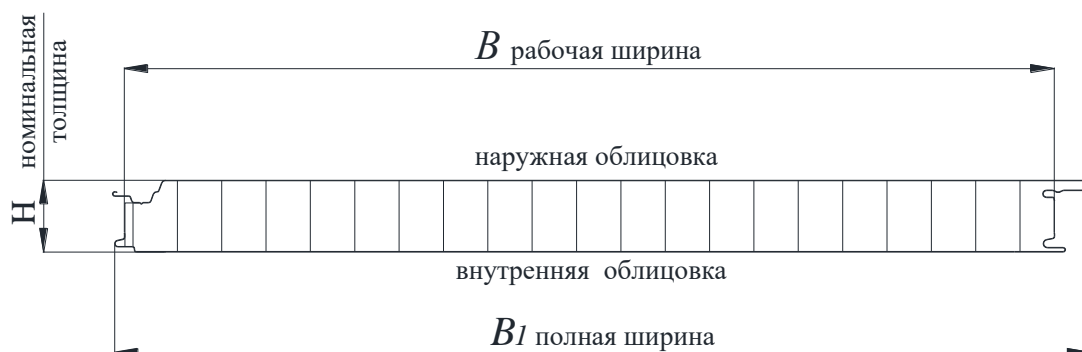 номинальная
толщина
B рабочая ширина
наружная облицовка
H
внутренняя облицовка
B1 полная ширина